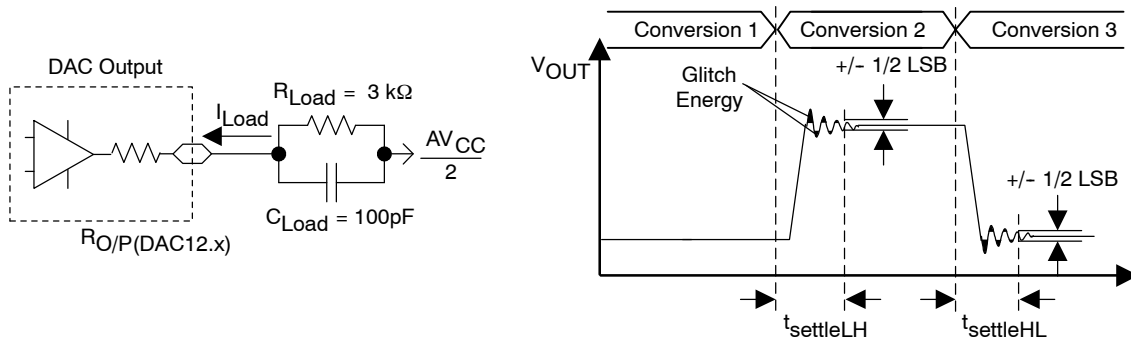 DAC Output
I_Load
R_Load = 3 kΩ
AV_CC
2
C_Load = 100pF
R_O/P(DAC12.x)
Conversion 1
Conversion 2
Conversion 3
V_OUT
Glitch
Energy
+/- 1/2 LSB
+/- 1/2 LSB
t_settleLH
t_settleHL